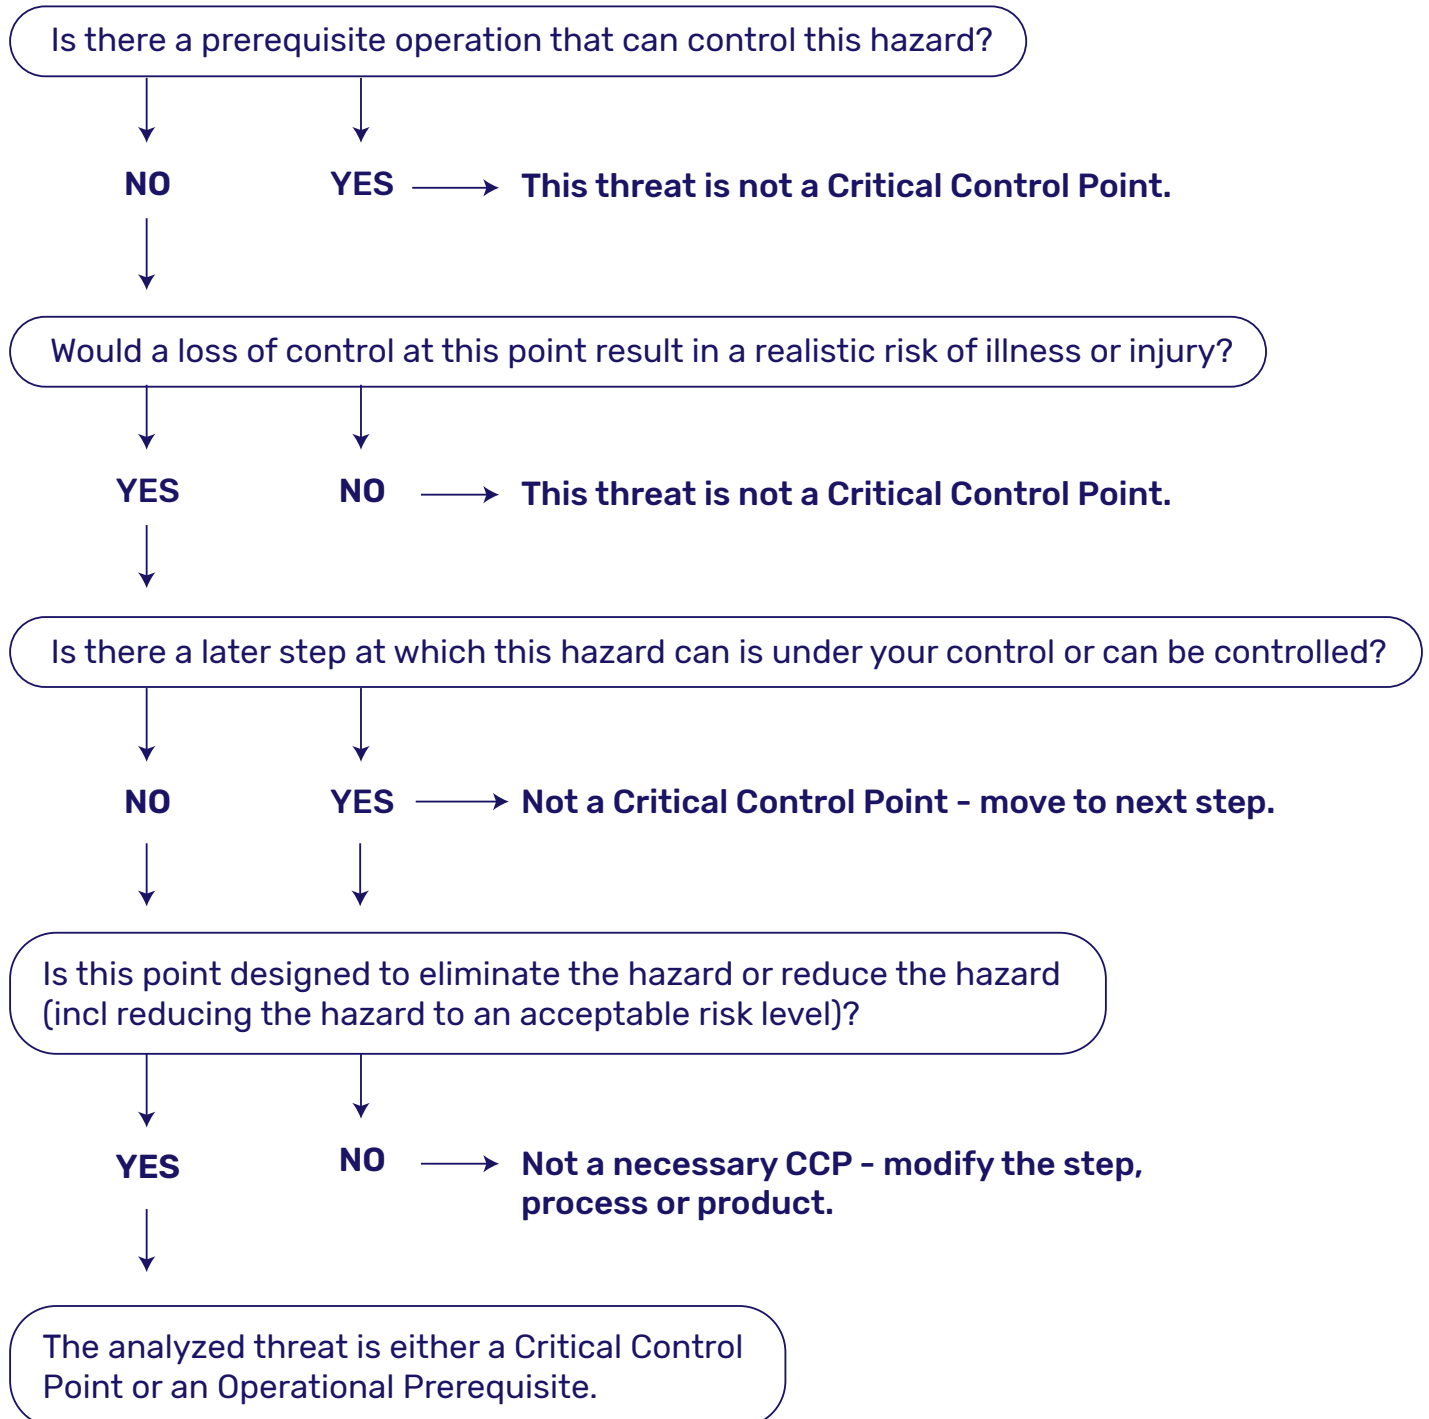 Is there a prerequisite operation that can control this hazard?
NO
YES
This threat is not a Critical Control Point.
Would a loss of control at this point result in a realistic risk of illness or injury?
YES
NO
This threat is not a Critical Control Point.
Is there a later step at which this hazard can is under your control or can be controlled?
NO
YES
Not a Critical Control Point - move to next step.
Is this point designed to eliminate the hazard or reduce the hazard
(incl reducing the hazard to an acceptable risk level)?
YES
NO
Not a necessary CCP - modify the step,
process or product.
The analyzed threat is either a Critical Control
Point or an Operational Prerequisite.